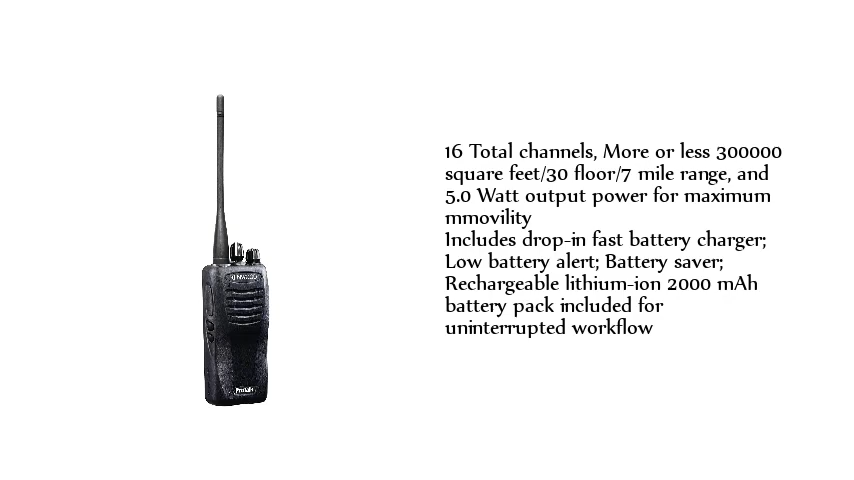 16 Total channels, More or less 300000
square feet/30 floor/7 mile range, and
5.0 Watt output power for maximum
mmovility
Includes drop-in fast battery charger;
Low battery alert; Battery saver;
Rechargeable lithium-ion 2000 mAh
battery pack included for
uninterrupted workflow
KENWOOD
ProTalk